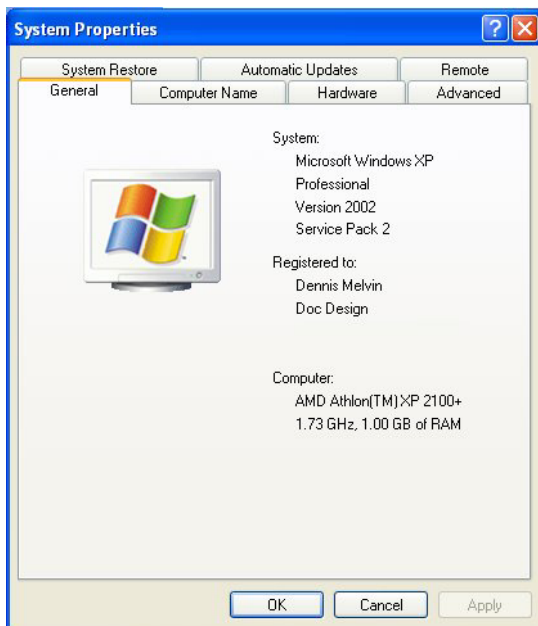 System Properties
System Restore
Automatic Updates
Remote
General
Computer Name
Hardware
Advanced
System:
Microsoft Windows XP
Professional
Version 2002
Service Pack 2
Registered to:
Dennis Melvin
Doc Design
Computer:
AMD Athlon(TM) XP 2100+
1.73 GHz, 1.00 GB of RAM
OK
Cancel
Apply